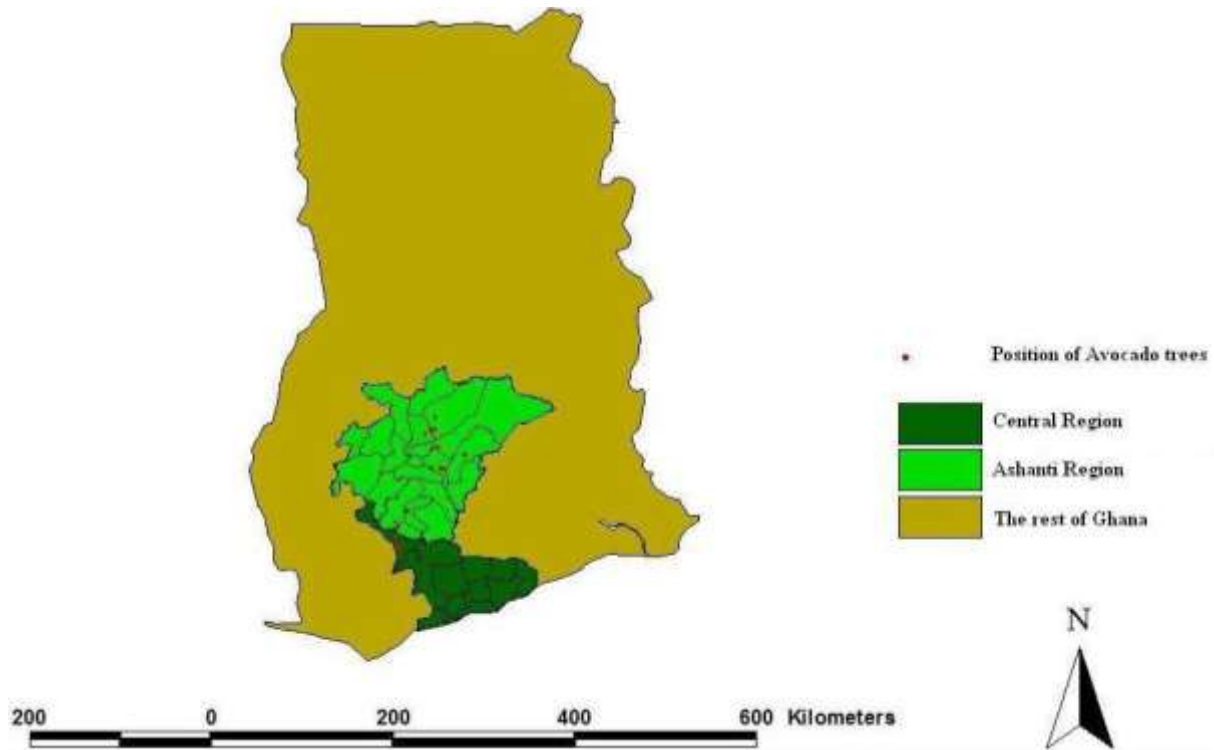 Position of Avocado trees
Central Region
Ashanti Region
The rest of Ghana
N
200 0 200 400 600 Kilometers